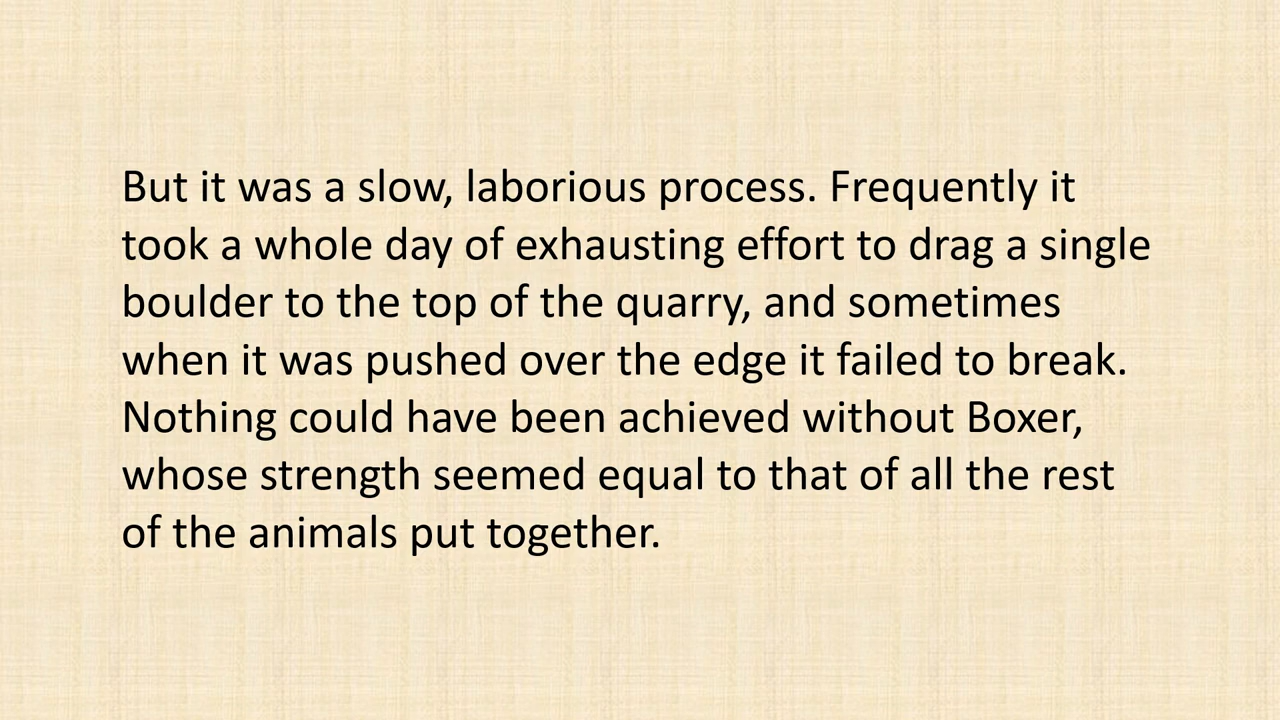 But it was a slow, laborious process. Frequently it
took a whole day of exhausting effort to drag a single
boulder to the top of the quarry, and sometimes
when it was pushed over the edge it failed to break.
Nothing could have been achieved without Boxer,
whose strength seemed equal to that of all the rest
of the animals put together.